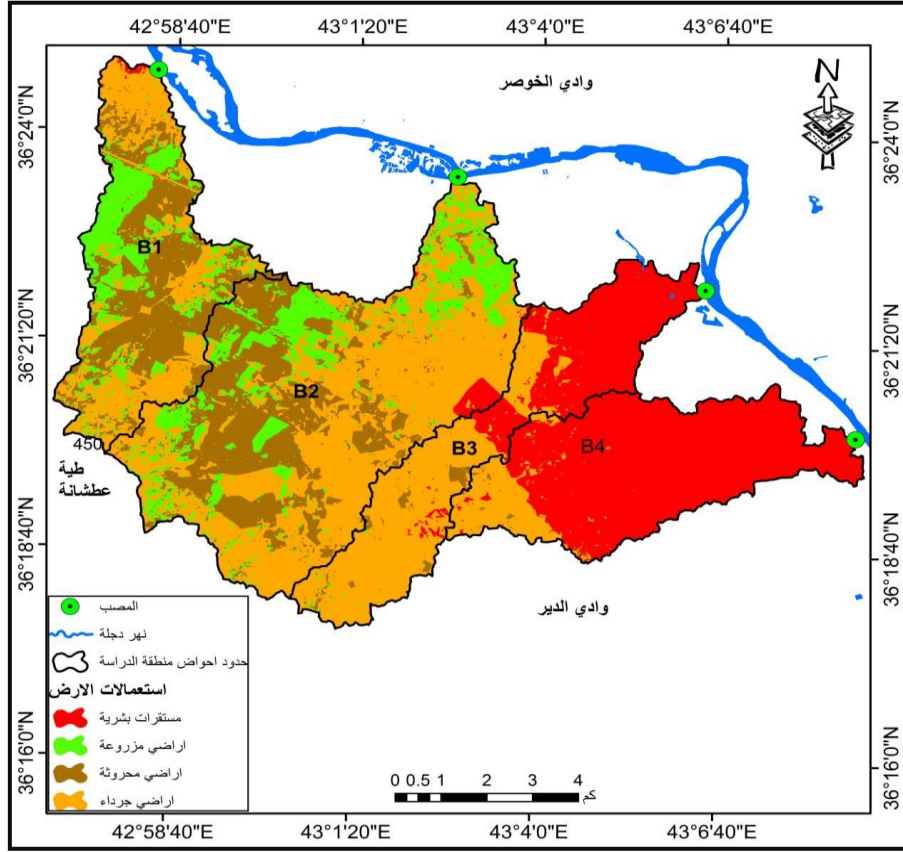 42°58'40"E 43°1'20"E 43°4'0"E 43°6'40"E
وادي الخوصر
N
36°24'0"N
36°24'0"N
B1
36°21'20"N
36°21'20"N
B2
B3
B4
450
طية
عطشانة
36°18'40"N
36°18'40"N
وادي الدير
المصب
نهر دجلة
حدود احواض منطقة الدراسة
استعمالات الارض
مستقرات بشرية
اراضي مزروعة
اراضي محروثة
اراضي جرداء
36°16'0"N
36°16'0"N
0 0.5 1 2 3 4
كم
42°58'40"E 43°1'20"E 43°4'0"E 43°6'40"E